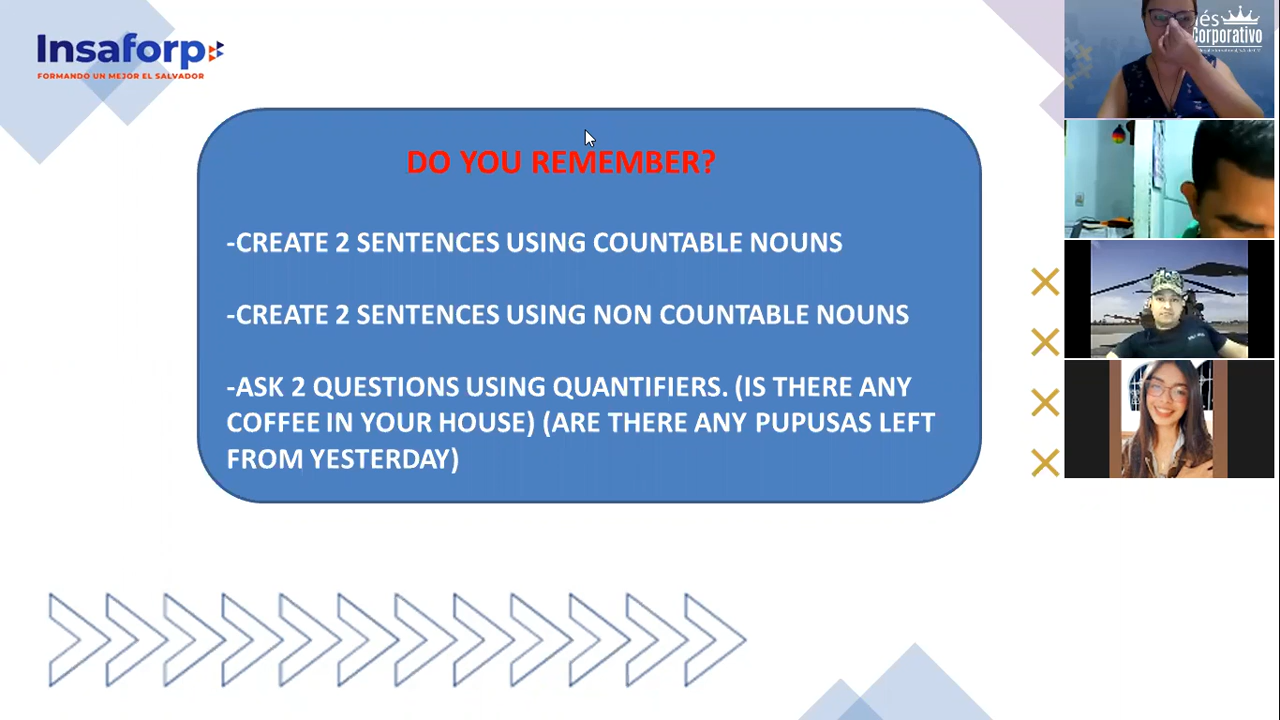 Insaforp
FORMANDO UN MEJOR EL SALVADOR
DO YOU REMEMBER?
-CREATE 2 SENTENCES USING COUNTABLE NOUNS
-CREATE 2 SENTENCES USING NON COUNTABLE NOUNS
-ASK 2 QUESTIONS USING QUANTIFIERS. (IS THERE ANY
COFFEE IN YOUR HOUSE) (ARE THERE ANY PUPUSAS LEFT
FROM YESTERDAY)
és
Corporativo